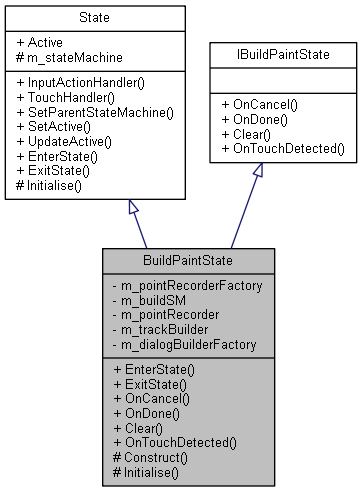 State
+ Active
# m_stateMachine
+ InputActionHandler()
+ TouchHandler()
+ SetParentStateMachine()
+ SetActive()
+ UpdateActive()
+ EnterState()
+ ExitState()
# Initialise()
IBuildPaintState
+ OnCancel()
+ OnDone()
+ Clear()
+ OnTouchDetected()
BuildPaintState
- m_pointRecorderFactory
- m_buildSM
- m_pointRecorder
- m_trackBuilder
- m_dialogBuilderFactory
+ EnterState()
+ ExitState()
+ OnCancel()
+ OnDone()
+ Clear()
+ OnTouchDetected()
# Construct()
# Initialise()